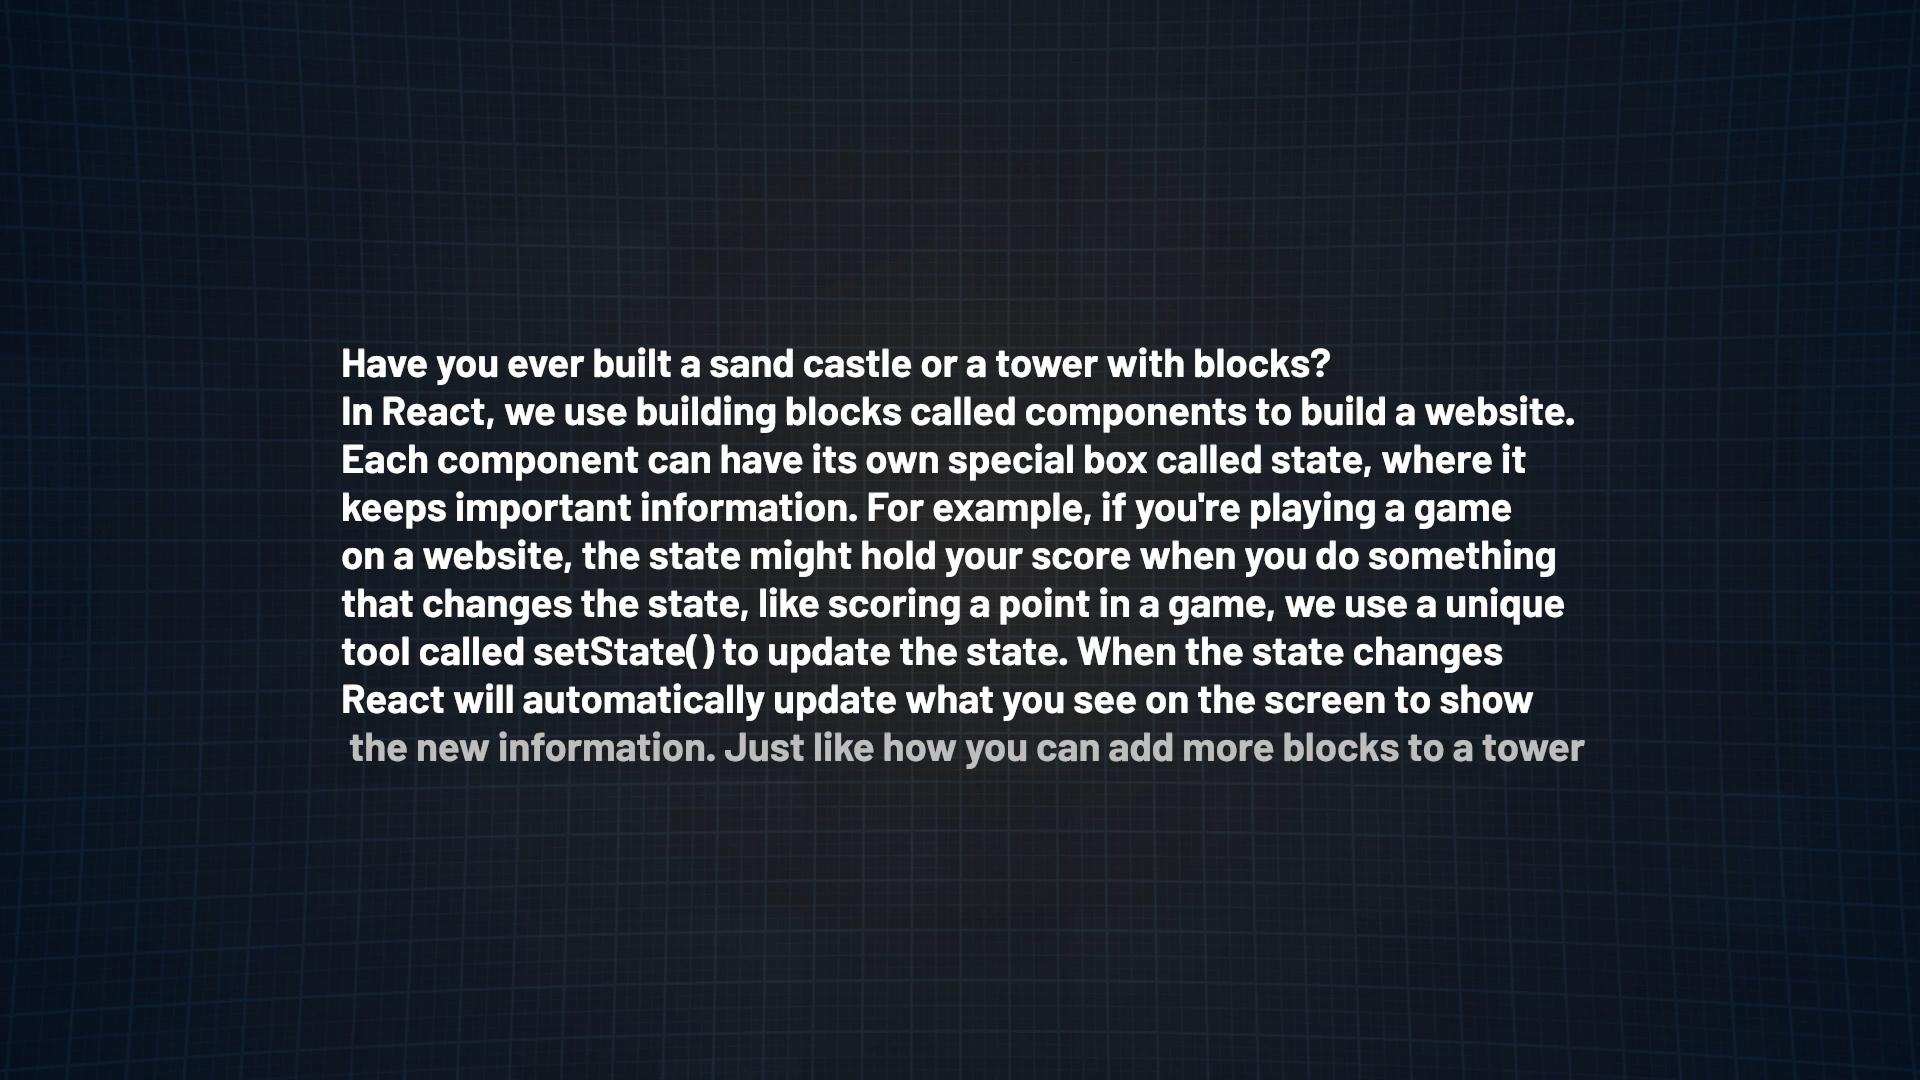 Have you ever built a sand castle or a tower with blocks?
In React, we use building blocks called components to build a website.
Each component can have its own special box called state, where it
keeps important information. For example, if you're playing a game
on a website, the state might hold your score when you do something
that changes the state, like scoring a point in a game, we use a unique
tool called setState() to update the state. When the state changes
React will automatically update what you see on the screen to show
the new information. Just like how you can add more blocks to a tower